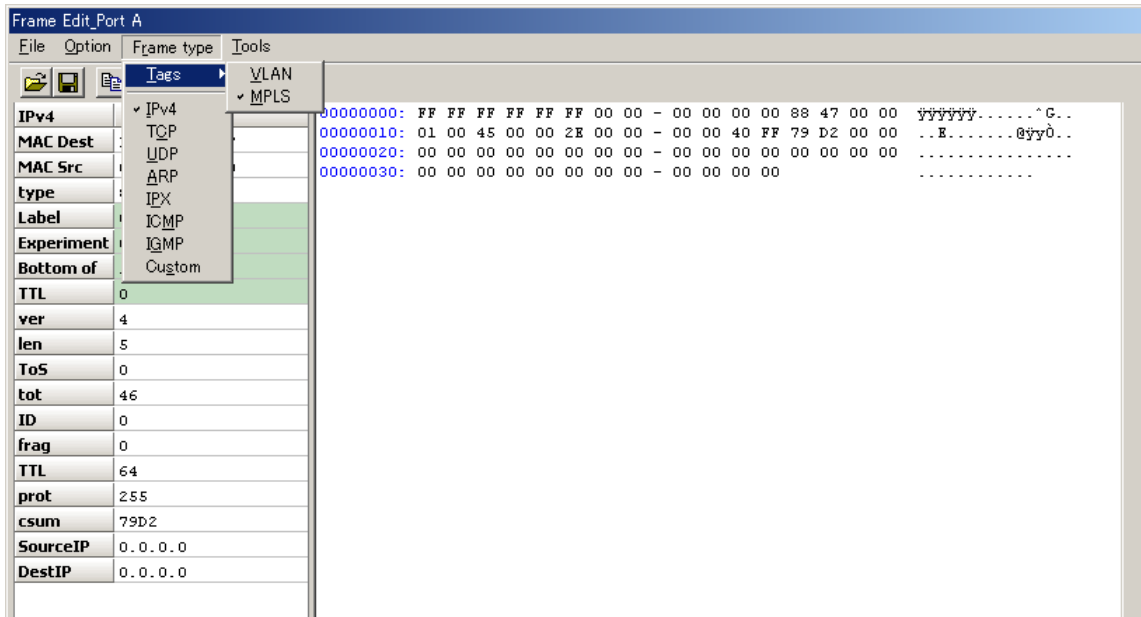 Frame Edit_Port A
File Option Frame type Tools
Tags VLAN
MPLS
IPv4
TCP
UDP
ARP
IPX
ICMP
IGMP
Custom
IPv4
MAC Dest
MAC Src
type
Label
Experiment
Bottom of
TTL 0
ver 4
len 5
ToS 0
tot 46
ID 0
frag 0
TTL 64
prot 255
csum 79D2
SourceIP 0.0.0.0
DestIP 0.0.0.0
00000000: FF FF FF FF FF FF 00 00 - 00 00 00 00 88 47 00 00 ÿÿÿÿÿÿ......ˆG..
00000010: 01 00 45 00 00 2E 00 00 - 00 00 40 FF 79 D2 00 00 ..E.......@ÿyÒ..
00000020: 00 00 00 00 00 00 00 00 - 00 00 00 00 00 00 00 00 ................
00000030: 00 00 00 00 00 00 00 00 - 00 00 00 00 ............